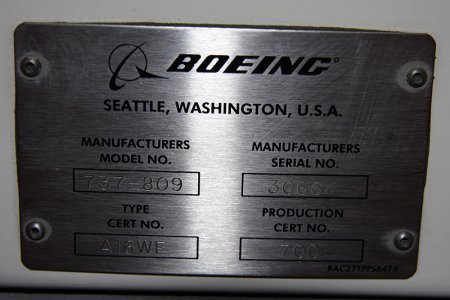 BOEING
SEATTLE, WASHINGTON, U.S.A.
MANUFACTURERS
MODEL NO.
737-809
MANUFACTURERS
SERIAL NO.
TYPE
CERT NO.
A16WE
PRODUCTION
CERT NO.
700